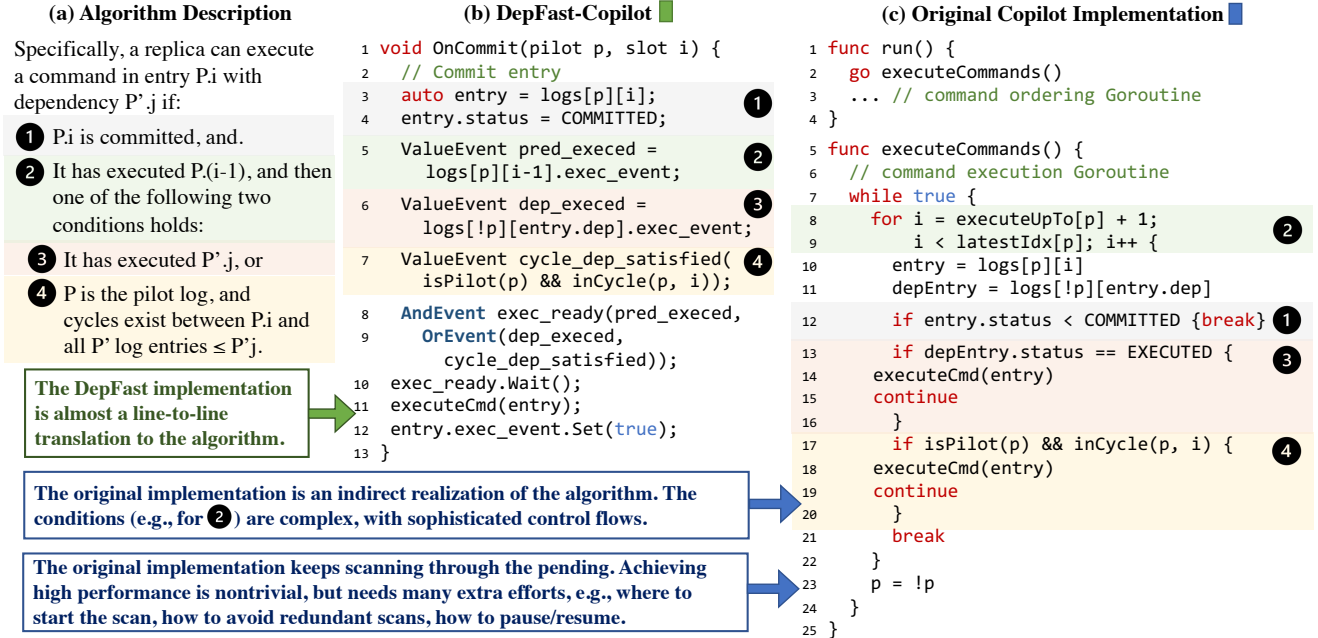 (a) Algorithm Description
Specifically, a replica can execute
a command in entry P.i with
dependency P'.j if:
1 P.i is committed, and.
2 It has executed P.(i-1), and then
one of the following two
conditions holds:
3 It has executed P'.j, or
4 P is the pilot log, and
cycles exist between P.i and
all P' log entries ≤ P'j.
The DepFast implementation
is almost a line-to-line
translation to the algorithm.
(b) DepFast-Copilot
1 void OnCommit(pilot p, slot i) {
2 // Commit entry
3 auto entry = logs[p][i]; 1
4 entry.status = COMMITTED;
5 ValueEvent pred_execed = 2
logs[p][i-1].exec_event;
6 ValueEvent dep_execed = 3
logs[!p][entry.dep].exec_event;
7 ValueEvent cycle_dep_satisfied( 4
isPilot(p) && inCycle(p, i));
8 AndEvent exec_ready(pred_execed,
9 OrEvent(dep_execed,
cycle_dep_satisfied));
10 exec_ready.Wait();
11 executeCmd(entry);
12 entry.exec_event.Set(true);
13 }
The original implementation is an indirect realization of the algorithm. The
conditions (e.g., for 2) are complex, with sophisticated control flows.
The original implementation keeps scanning through the pending. Achieving
high performance is nontrivial, but needs many extra efforts, e.g., where to
start the scan, how to avoid redundant scans, how to pause/resume.
(c) Original Copilot Implementation
1 func run() {
2 go executeCommands()
3 ... // command ordering Goroutine
4 }
5 func executeCommands() {
6 // command execution Goroutine
7 while true {
8 for i = executeUpTo[p] + 1; 2
9 i < latestIdx[p]; i++ {
10 entry = logs[p][i]
11 depEntry = logs[!p][entry.dep]
12 if entry.status < COMMITTED {break} 1
13 if depEntry.status == EXECUTED { 3
14 executeCmd(entry)
15 continue
16 }
17 if isPilot(p) && inCycle(p, i) { 4
18 executeCmd(entry)
19 continue
20 }
21 break
22 }
23 p = !p
24 }
25 }